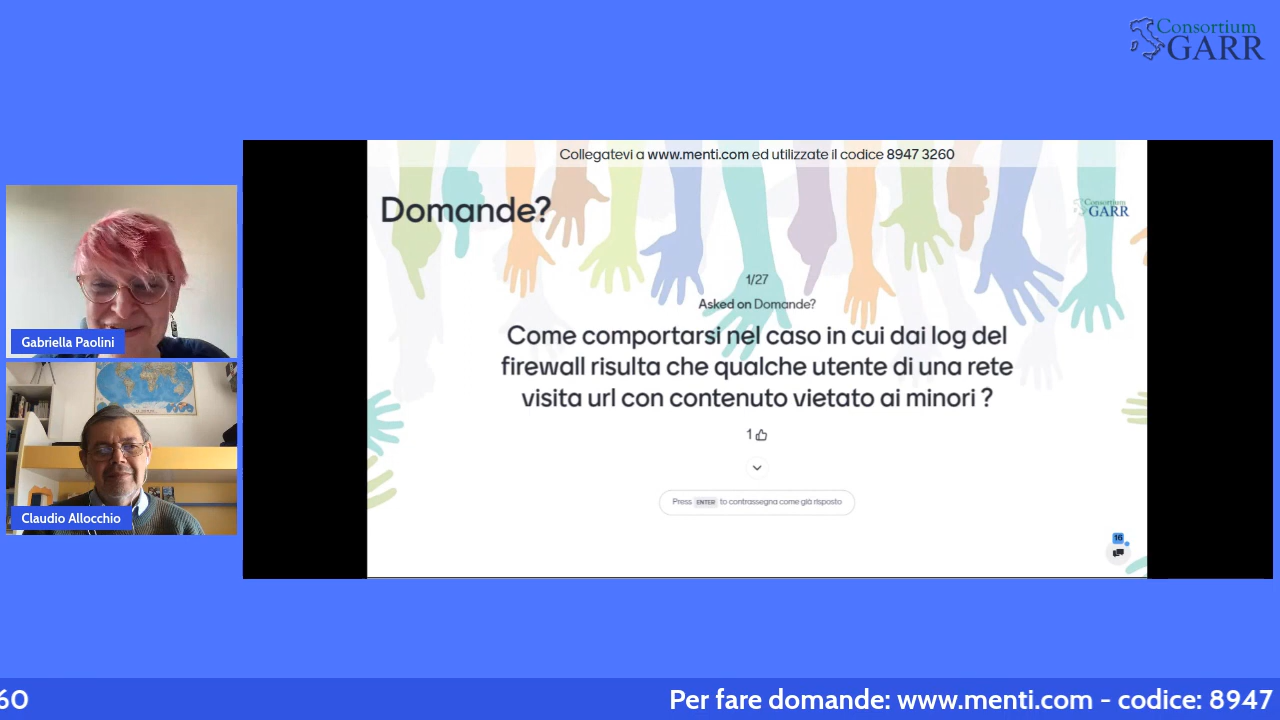 Consortium
GARR
Collegatevi a www.menti.com ed utilizzate il codice 8947 3260
Domande?
Consortium
GARR
1/27
Asked on Domande?
Come comportarsi nel caso in cui dai log del
firewall risulta che qualche utente di una rete
visita url con contenuto vietato ai minori ?
1
Press ENTER to contrassegna come già risposto
16
Gabriella Paolini
Claudio Allocchio
60
Per fare domande: www.menti.com - codice: 8947